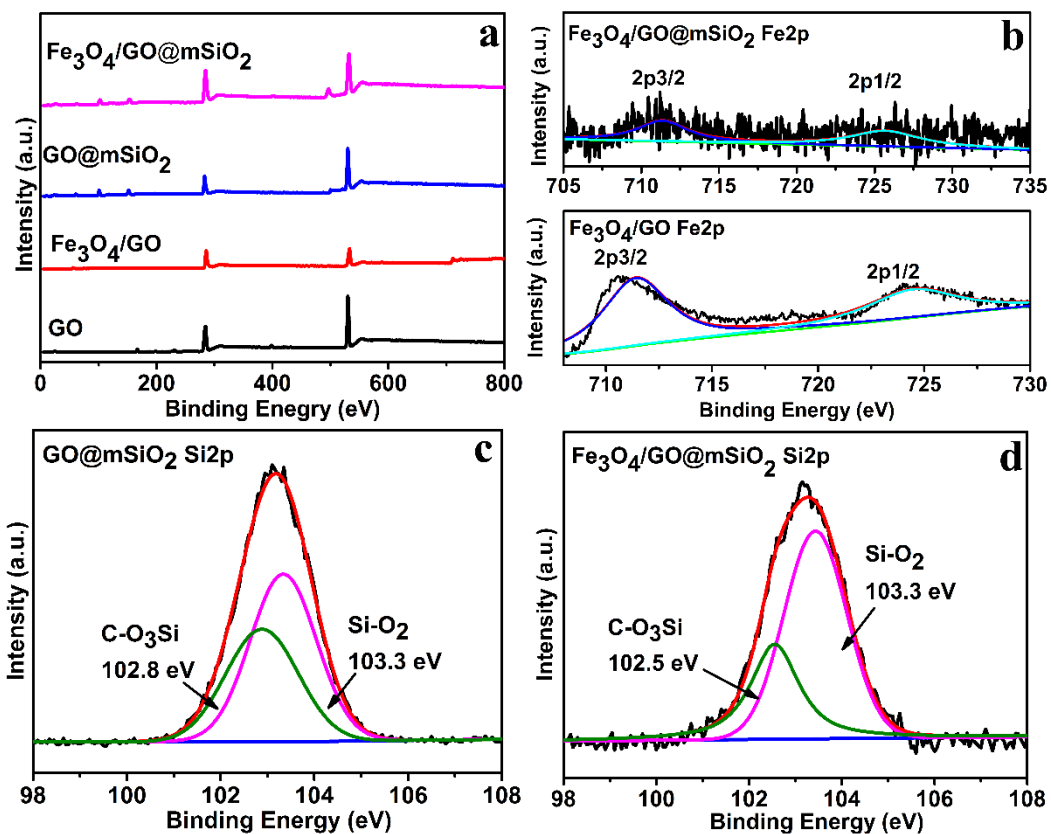 a
Fe3O4/GO@mSiO2
GO@mSiO2
Fe3O4/GO
GO
Intensity (a.u.)
0 200 400 600 800
Binding Enegry (eV)
b
Fe3O4/GO@mSiO2 Fe2p
2p3/2
2p1/2
Intensity (a.u.)
705 710 715 720 725 730 735
Fe3O4/GO Fe2p
2p3/2
2p1/2
Intensity (a.u.)
710 715 720 725 730
Binding Energy (eV)
GO@mSiO2 Si2p
c
C-O3Si
102.8 eV
Si-O2
103.3 eV
Intensity (a.u.)
98 100 102 104 106 108
Binding Energy (eV)
Fe3O4/GO@mSiO2 Si2p
d
Si-O2
103.3 eV
C-O3Si
102.5 eV
Intensity (a.u.)
98 100 102 104 106 108
Binding Energy (eV)